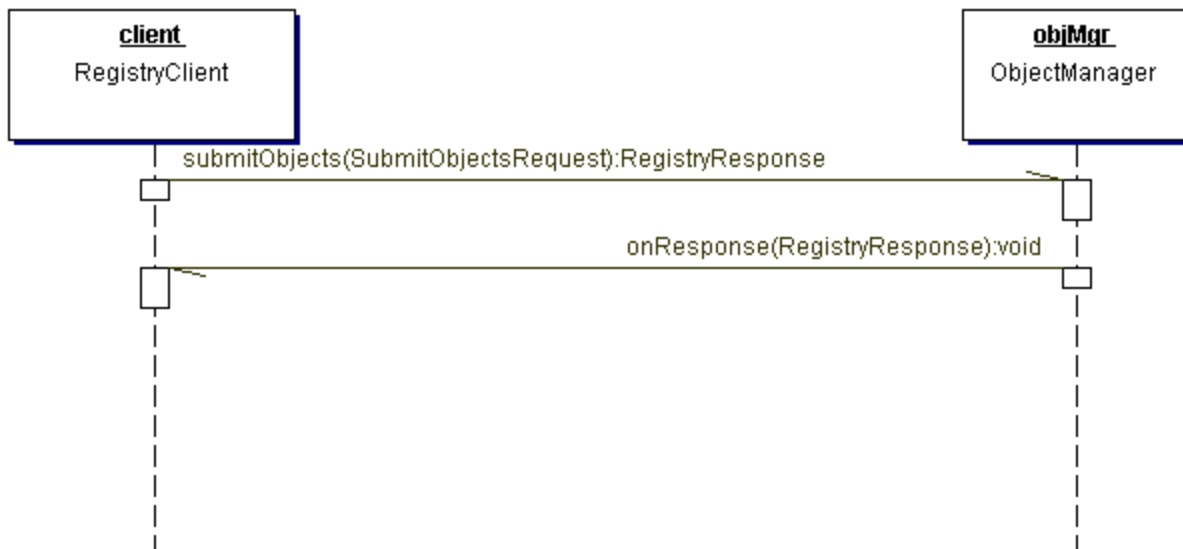 client
RegistryClient
objMgr
ObjectManager
submitObjects(SubmitObjectsRequest):RegistryResponse
onResponse(RegistryResponse):void